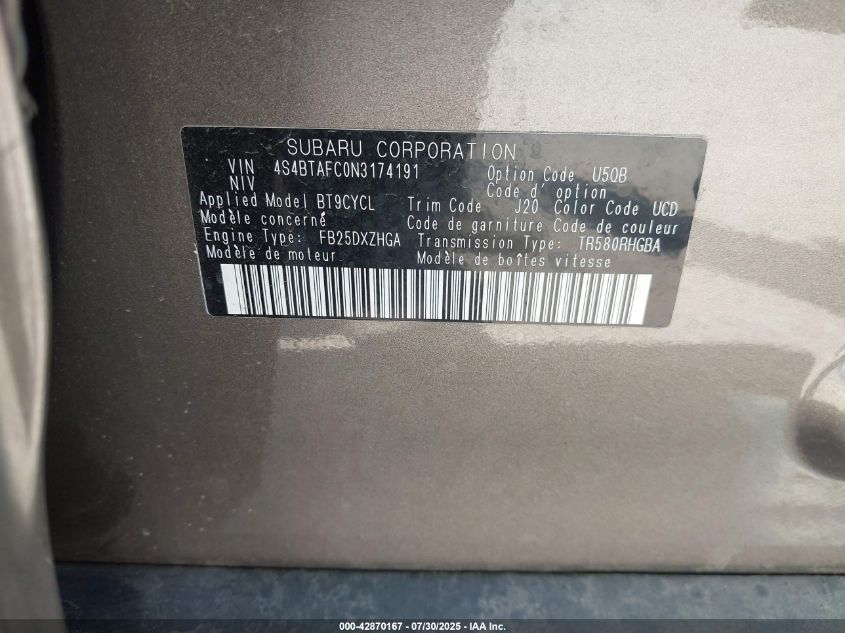 SUBARU CORPORATION
VIN 4S4BTAFC0N3174191 Option Code U5QB
NIV Code d'option
Applied Model BT9CYCL Trim Code J20 Color Code UCD
Modèle concerné Code de garniture Code de couleur
Engine Type: FB25DXZHGA Transmission Type: TR580RHGBA
Modèle de moteur Modèle de boîtes vitesse
000-42870167 - 07/30/2025 - IAA Inc.